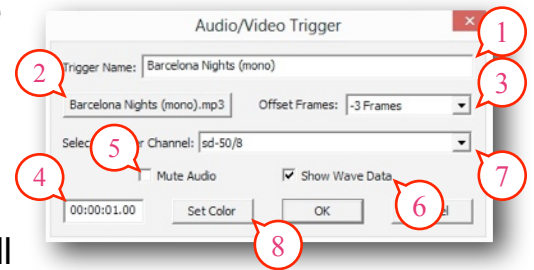 Audio/Video Trigger
1
Trigger Name: Barcelona Nights (mono)
2
Barcelona Nights (mono).mp3 Offset Frames: -3 Frames
3
Channel: sd-50/8
5
Mute Audio Show Wave Data
7
4
00:00:01.00 Set Color OK
6
8